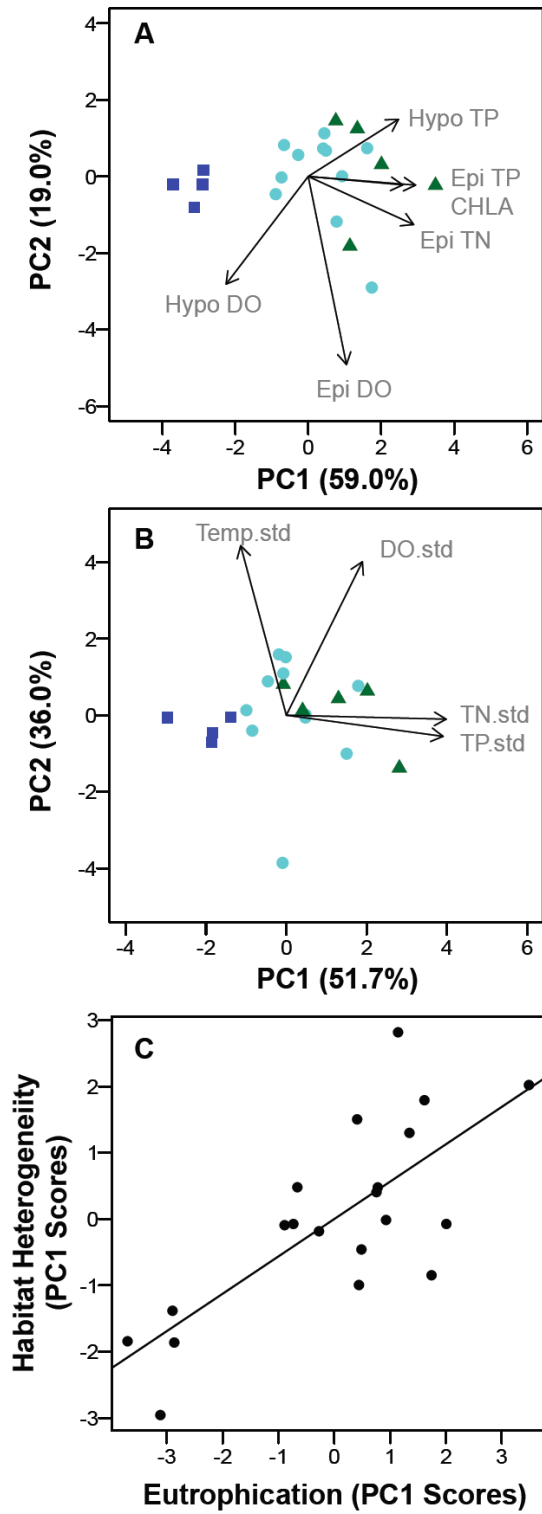 A
4
2
0
-2
-4
-6
PC2 (19.0%)
Hypo TP
Epi TP
CHLA
Epi TN
Hypo DO
Epi DO
-4 -2 0 2 4 6
PC1 (59.0%)
B
4
2
0
-2
-4
PC2 (36.0%)
Temp.std
DO.std
TN.std
TP.std
-4 -2 0 2 4 6
PC1 (51.7%)
C
3
2
1
0
-1
-2
-3
Habitat Heterogeneiity
(PC1 Scores)
-3 -2 -1 0 1 2 3
Eutrophication (PC1 Scores)